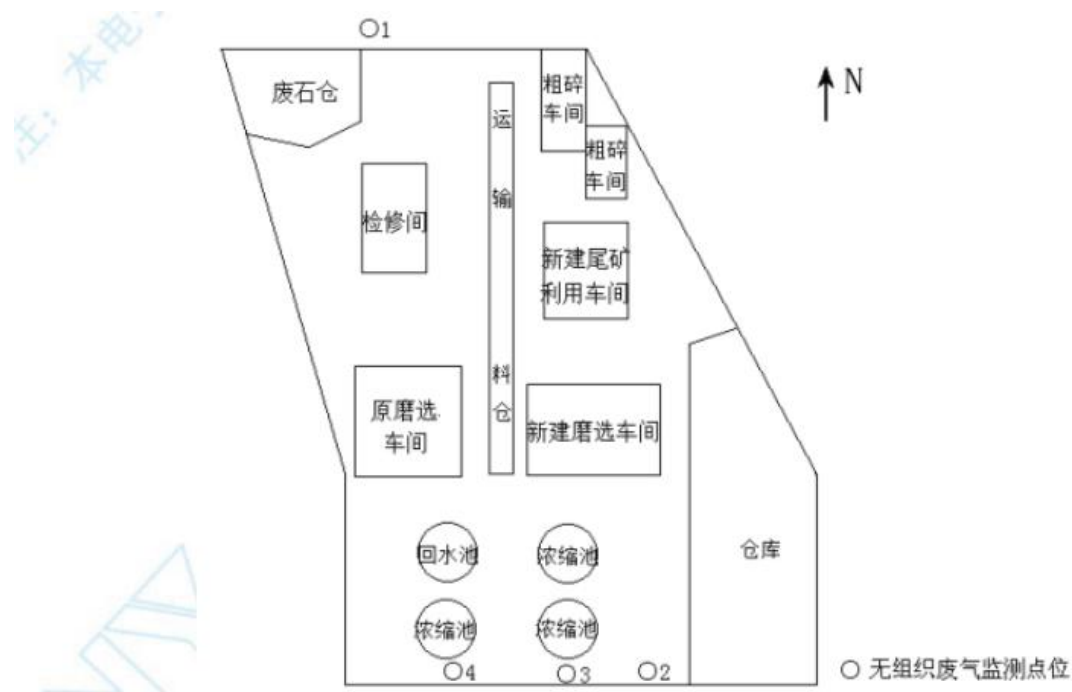 注：本电
○1
N
废石仓
粗碎
车间
粗碎
车间
运
输
料
仓
检修间
新建尾矿
利用车间
原磨选
车间
新建磨选车间
回水池
浓缩池
仓库
浓缩池
浓缩池
○4
○3
○2
○ 无组织废气监测点位